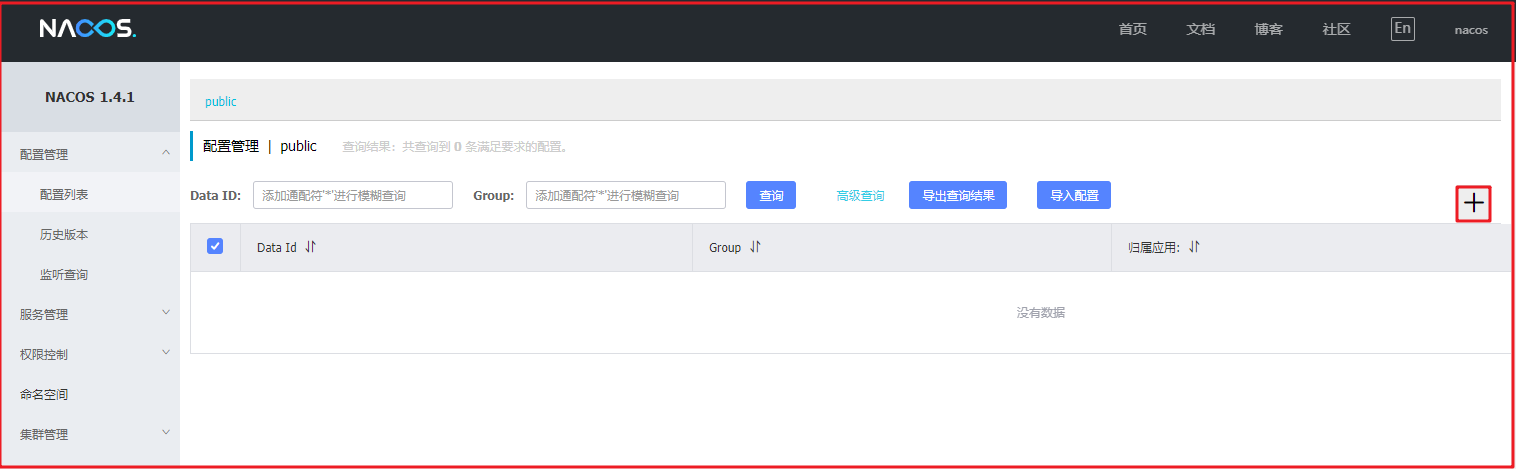 NACOS.
首页 文档 博客 社区 En nacos
NACOS 1.4.1
配置管理
配置列表
历史版本
监听查询
服务管理
权限控制
命名空间
集群管理
public
配置管理 | public 查询结果：共查询到 0 条满足要求的配置。
Data ID: 添加通配符'*'进行模糊查询 Group: 添加通配符'*'进行模糊查询 查询 高级查询 导出查询结果 导入配置
Data Id Group 归属应用:
没有数据